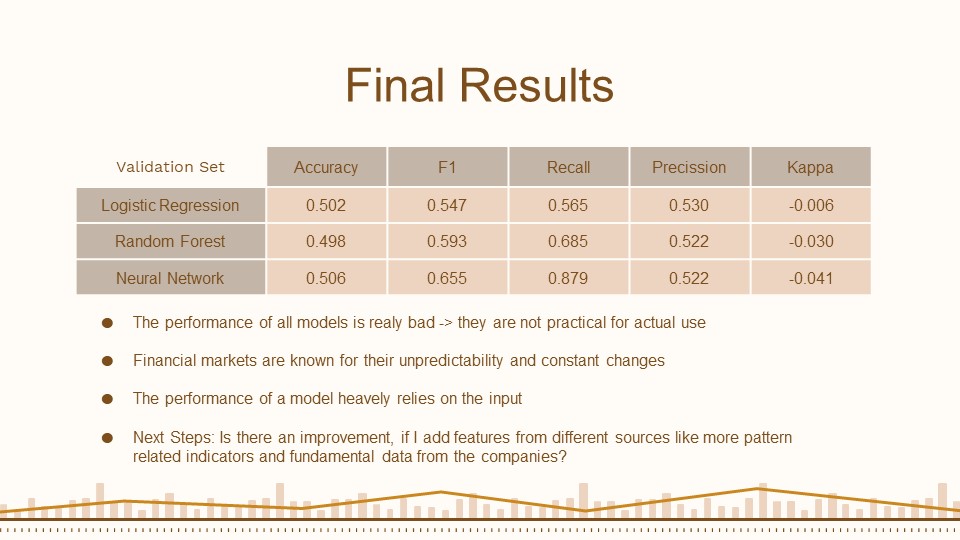 Final Results
Validation Set Accuracy F1 Recall Precission Kappa
Logistic Regression 0.502 0.547 0.565 0.530 -0.006
Random Forest 0.498 0.593 0.685 0.522 -0.030
Neural Network 0.506 0.655 0.879 0.522 -0.041
● The performance of all models is realy bad -> they are not practical for actual use
● Financial markets are known for their unpredictability and constant changes
● The performance of a model heavely relies on the input
● Next Steps: Is there an improvement, if I add features from different sources like more pattern
related indicators and fundamental data from the companies?